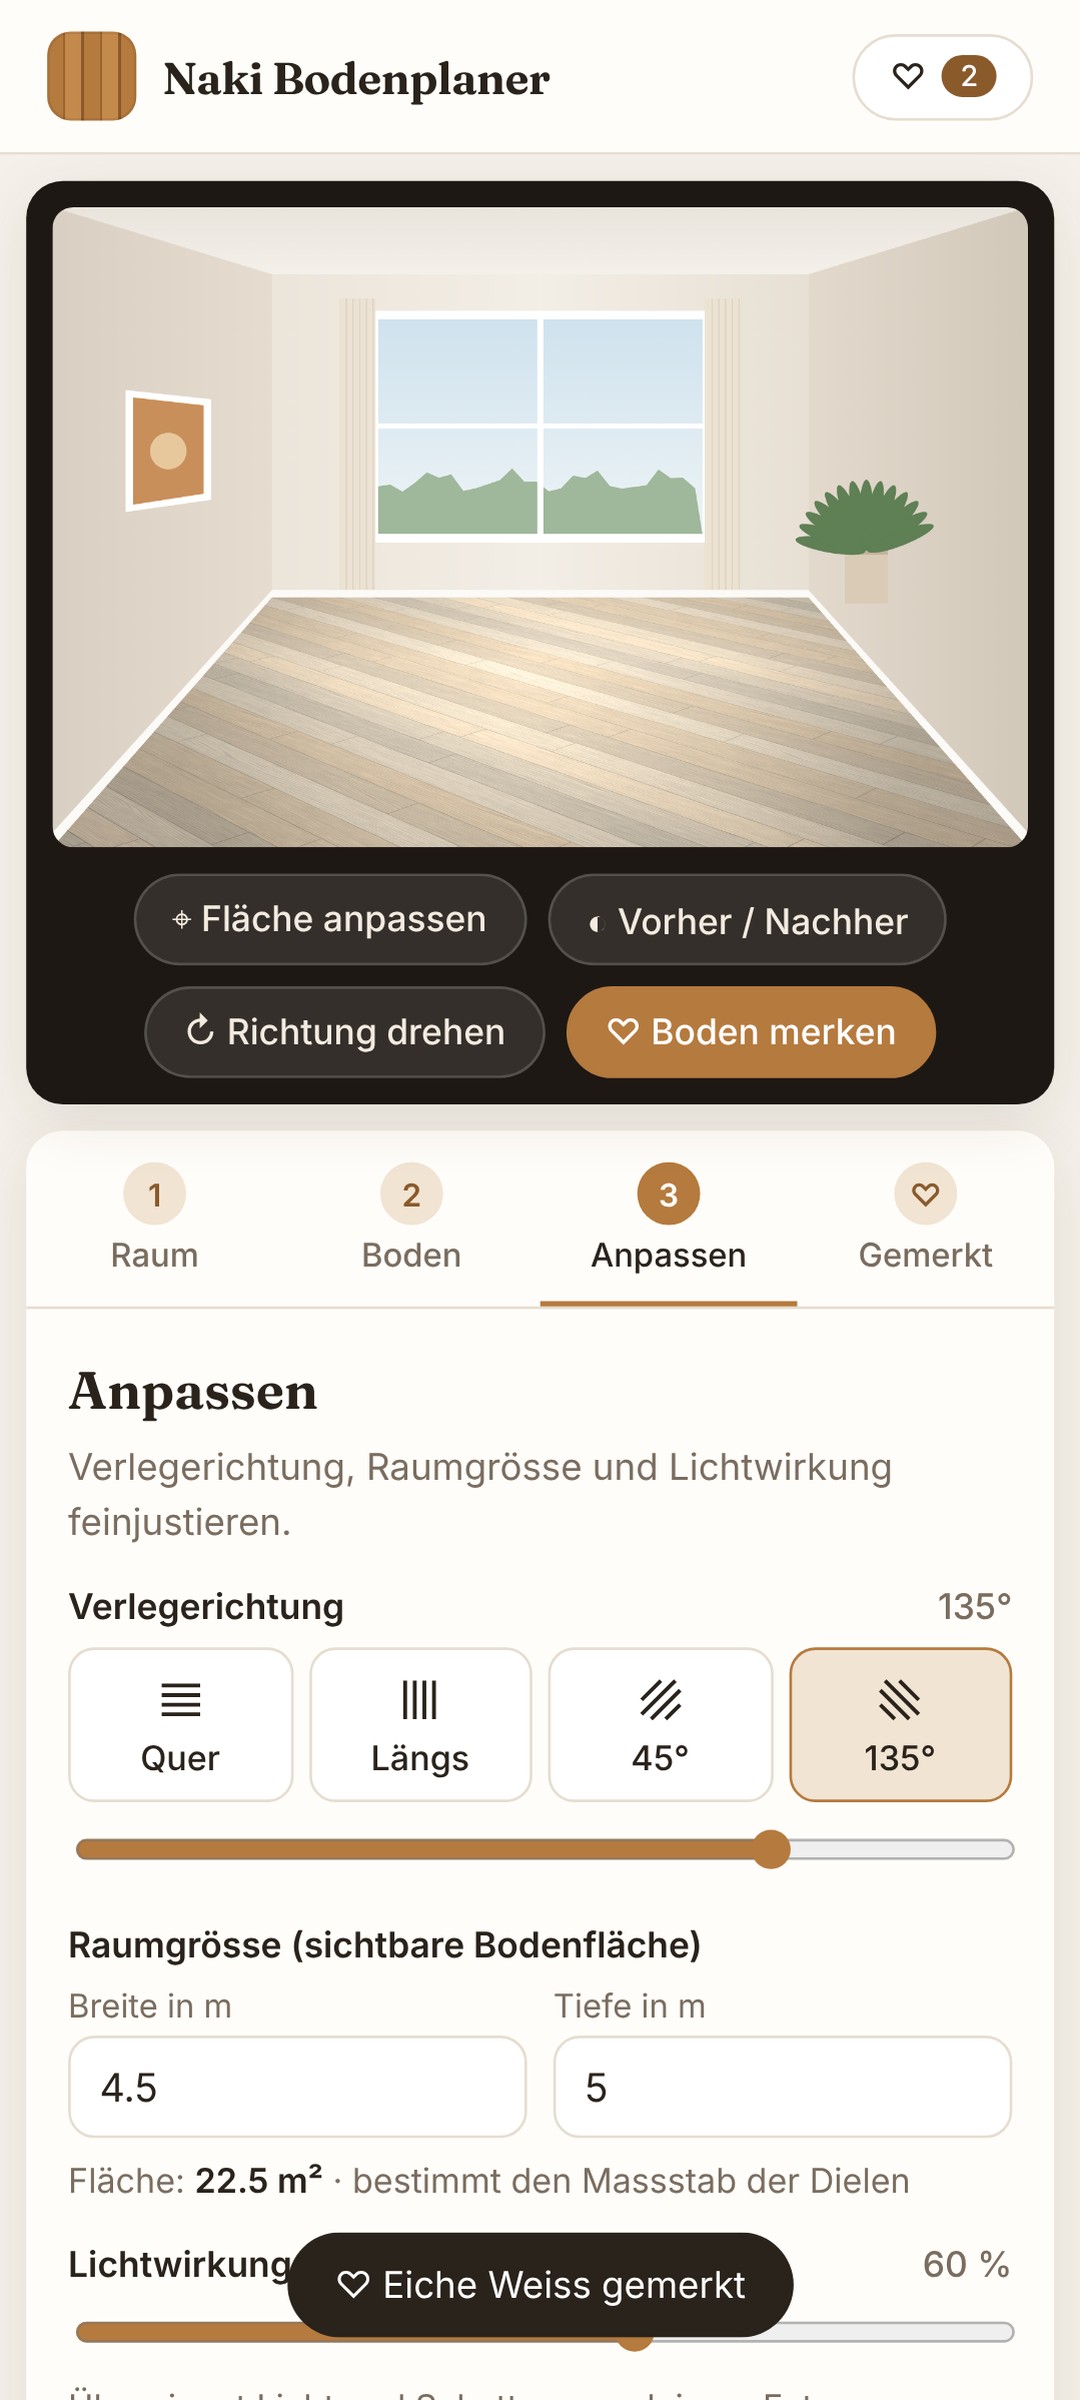 Naki Bodenplaner
♡ 2
⌖ Fläche anpassen
◐ Vorher / Nachher
↻ Richtung drehen
♡ Boden merken
1
Raum
2
Boden
3
Anpassen
♡
Gemerkt
Anpassen
Verlegerichtung, Raumgrösse und Lichtwirkung
feinjustieren.
Verlegerichtung 135°
Quer
Längs
45°
135°
Raumgrösse (sichtbare Bodenfläche)
Breite in m
Tiefe in m
4.5
5
Fläche: 22.5 m² · bestimmt den Massstab der Dielen
Lichtwirkung 60 %
♡ Eiche Weiss gemerkt